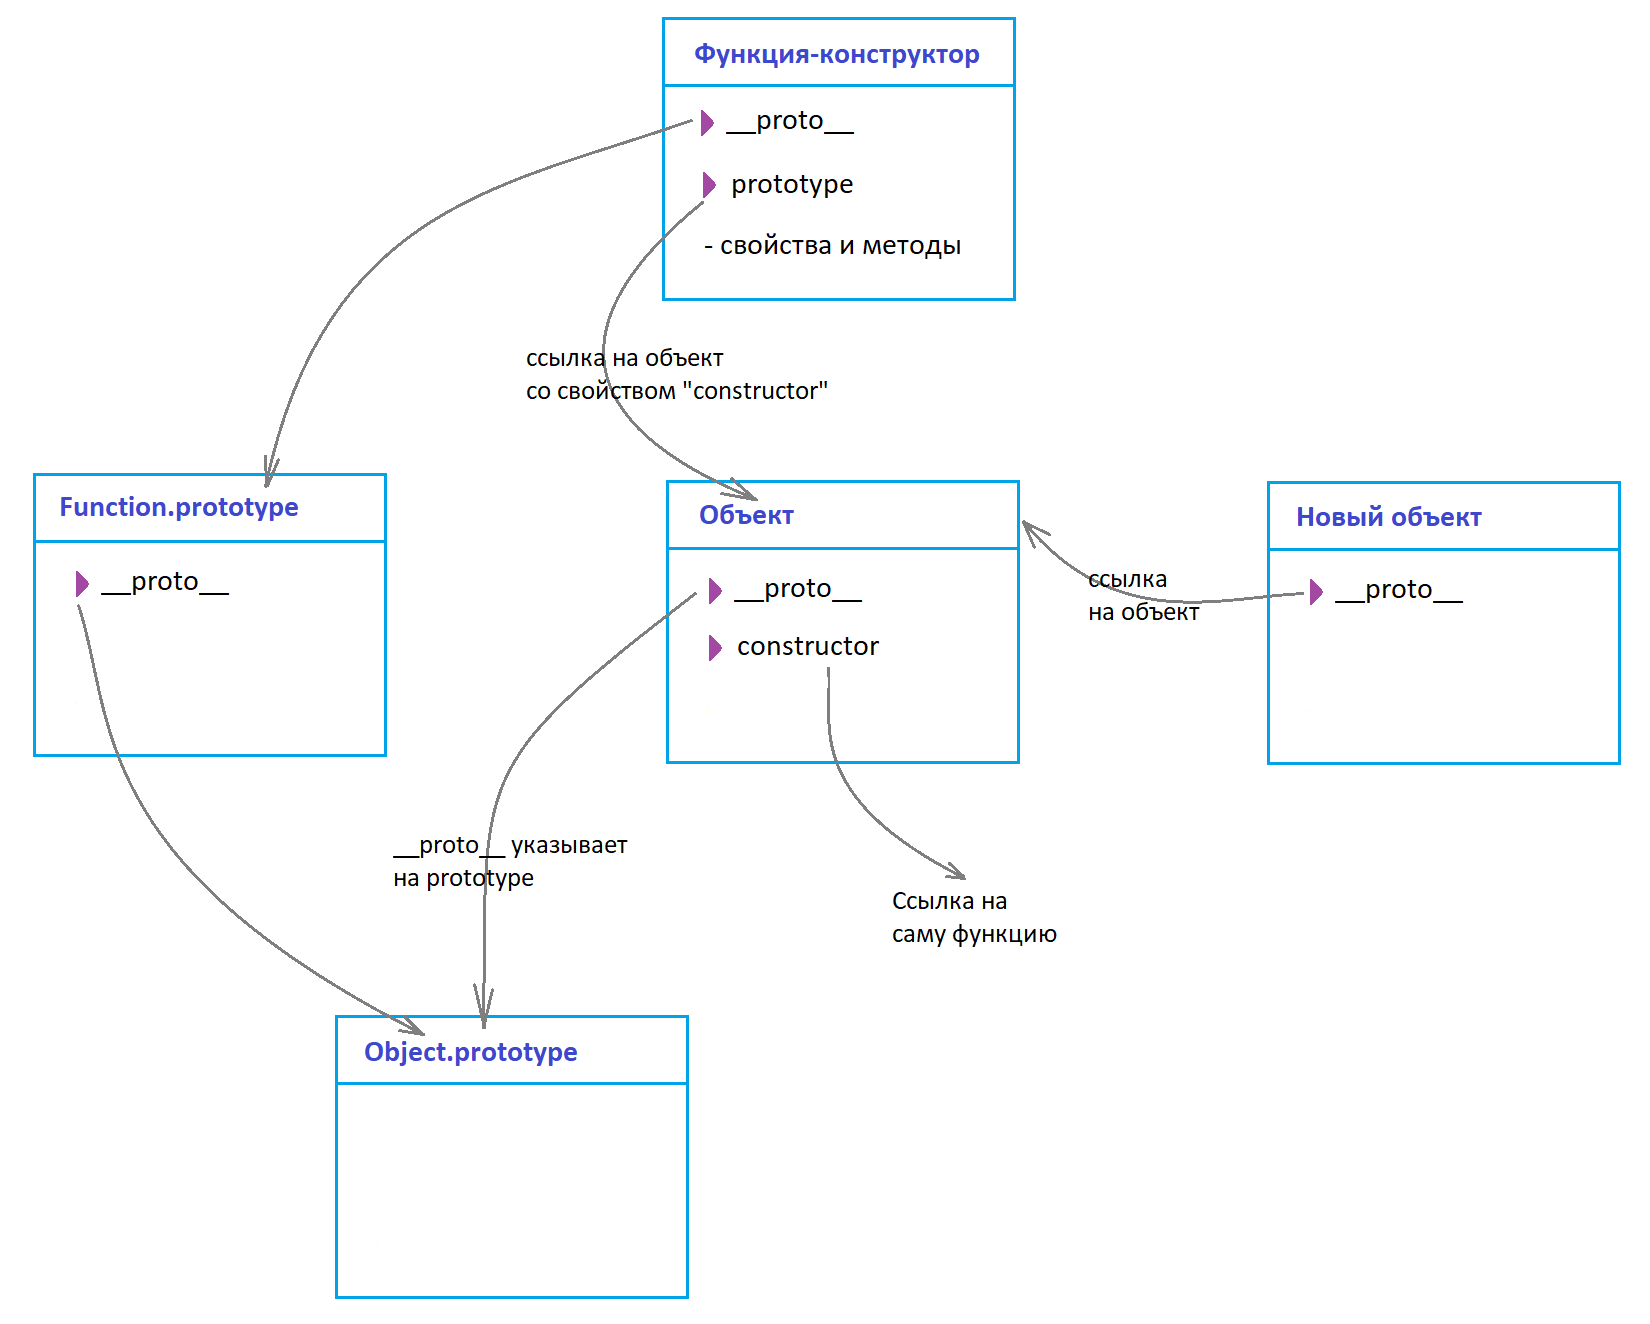 Функция-конструктор
__proto__
prototype
- свойства и методы
ссылка на объект
со свойством "constructor"
Function.prototype
__proto__
Объект
__proto__
constructor
ссылка
на объект
Новый объект
__proto__
__proto__ указывает
на prototype
Ссылка на
саму функцию
Object.prototype